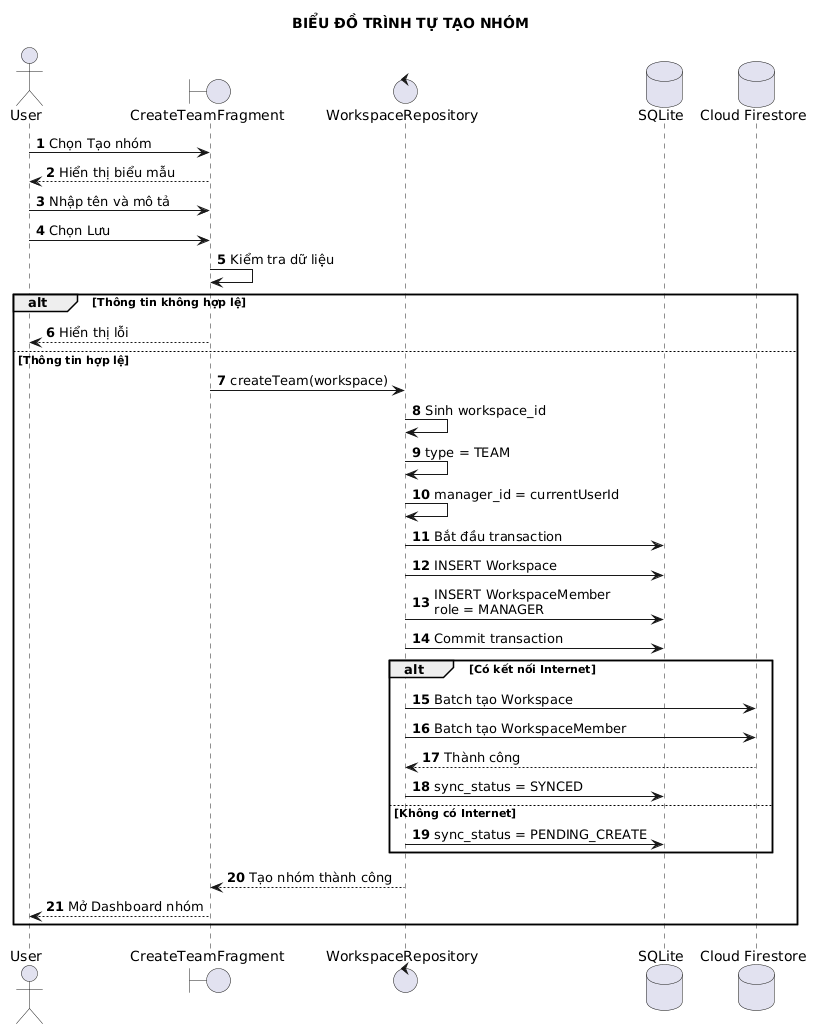 BIỂU ĐỒ TRÌNH TỰ TẠO NHÓM
User
CreateTeamFragment
WorkspaceRepository
SQLite
Cloud Firestore
1 Chọn Tạo nhóm
2 Hiển thị biểu mẫu
3 Nhập tên và mô tả
4 Chọn Lưu
5 Kiểm tra dữ liệu
alt [Thông tin không hợp lệ]
6 Hiển thị lỗi
[Thông tin hợp lệ]
7 createTeam(workspace)
8 Sinh workspace_id
9 type = TEAM
10 manager_id = currentUserId
11 Bắt đầu transaction
12 INSERT Workspace
13 INSERT WorkspaceMember
role = MANAGER
14 Commit transaction
alt [Có kết nối Internet]
15 Batch tạo Workspace
16 Batch tạo WorkspaceMember
17 Thành công
18 sync_status = SYNCED
[Không có Internet]
19 sync_status = PENDING_CREATE
20 Tạo nhóm thành công
21 Mở Dashboard nhóm
User
CreateTeamFragment
WorkspaceRepository
SQLite
Cloud Firestore